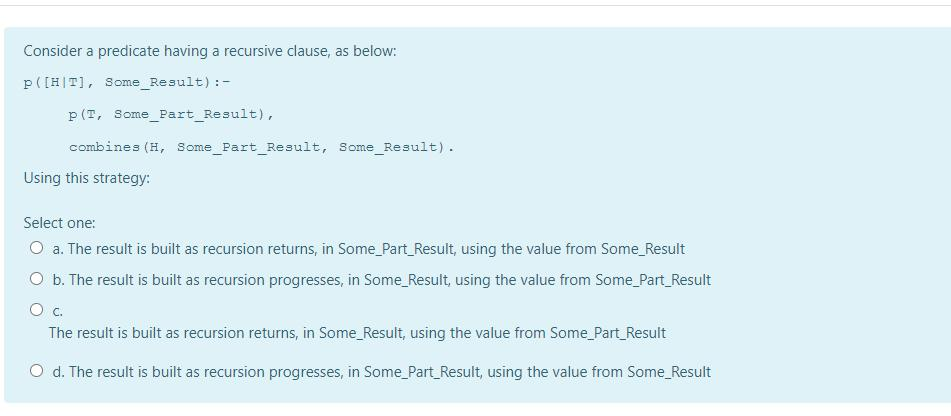 Consider a predicate having a recursive clause, as below:
p([H|T], Some_Result):-
p(T, Some_Part_Result),
combines(H, Some_Part_Result, Some_Result).
Using this strategy:
Select one:
a. The result is built as recursion returns, in Some_Part_Result, using the value from Some_Result
b. The result is built as recursion progresses, in Some_Result, using the value from Some_Part_Result
c.
The result is built as recursion returns, in Some_Result, using the value from Some_Part_Result
d. The result is built as recursion progresses, in Some_Part_Result, using the value from Some_Result